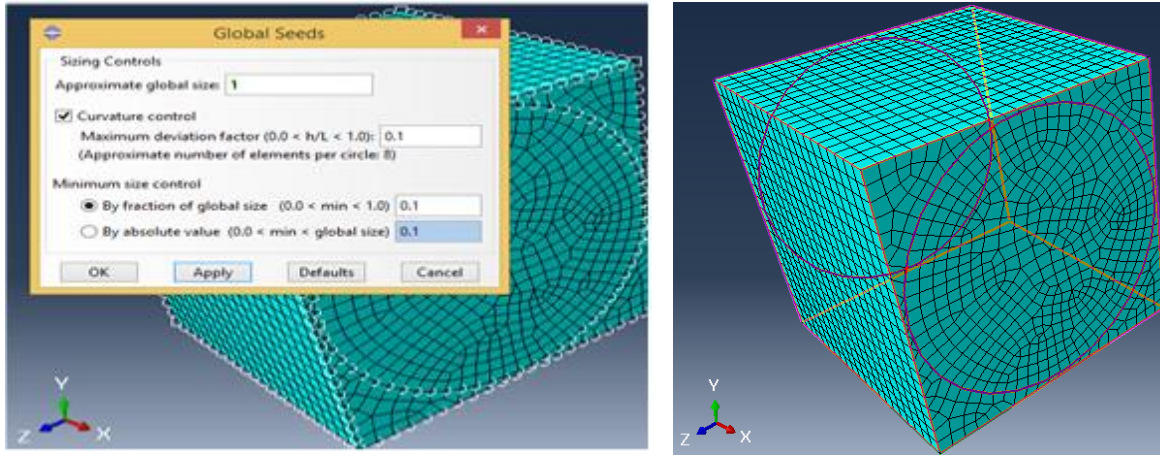 Global Seeds
Sizing Controls
Approximate global size: 1
Curvature control
Maximum deviation factor (0.0 < h/L < 1.0): 0.1
(Approximate number of elements per circle: 8)
Minimum size control
By fraction of global size (0.0 < min < 1.0) 0.1
By absolute value (0.0 < min < global size) 0.1
OK Apply Defaults Cancel
Y
Z X
Y
Z X